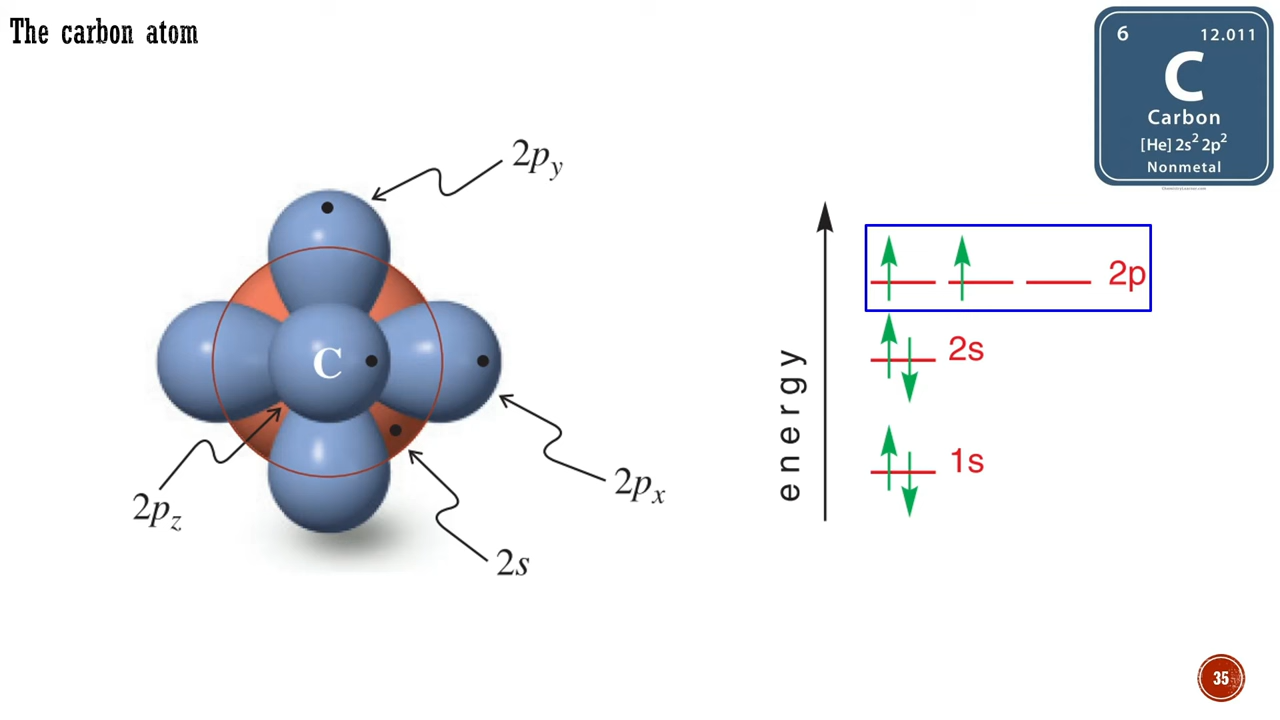 The carbon atom
6 12.011
C
Carbon
[He] 2s² 2p²
Nonmetal
2p_y
C
2p_z
2p_x
2s
energy
2p
2s
1s
35